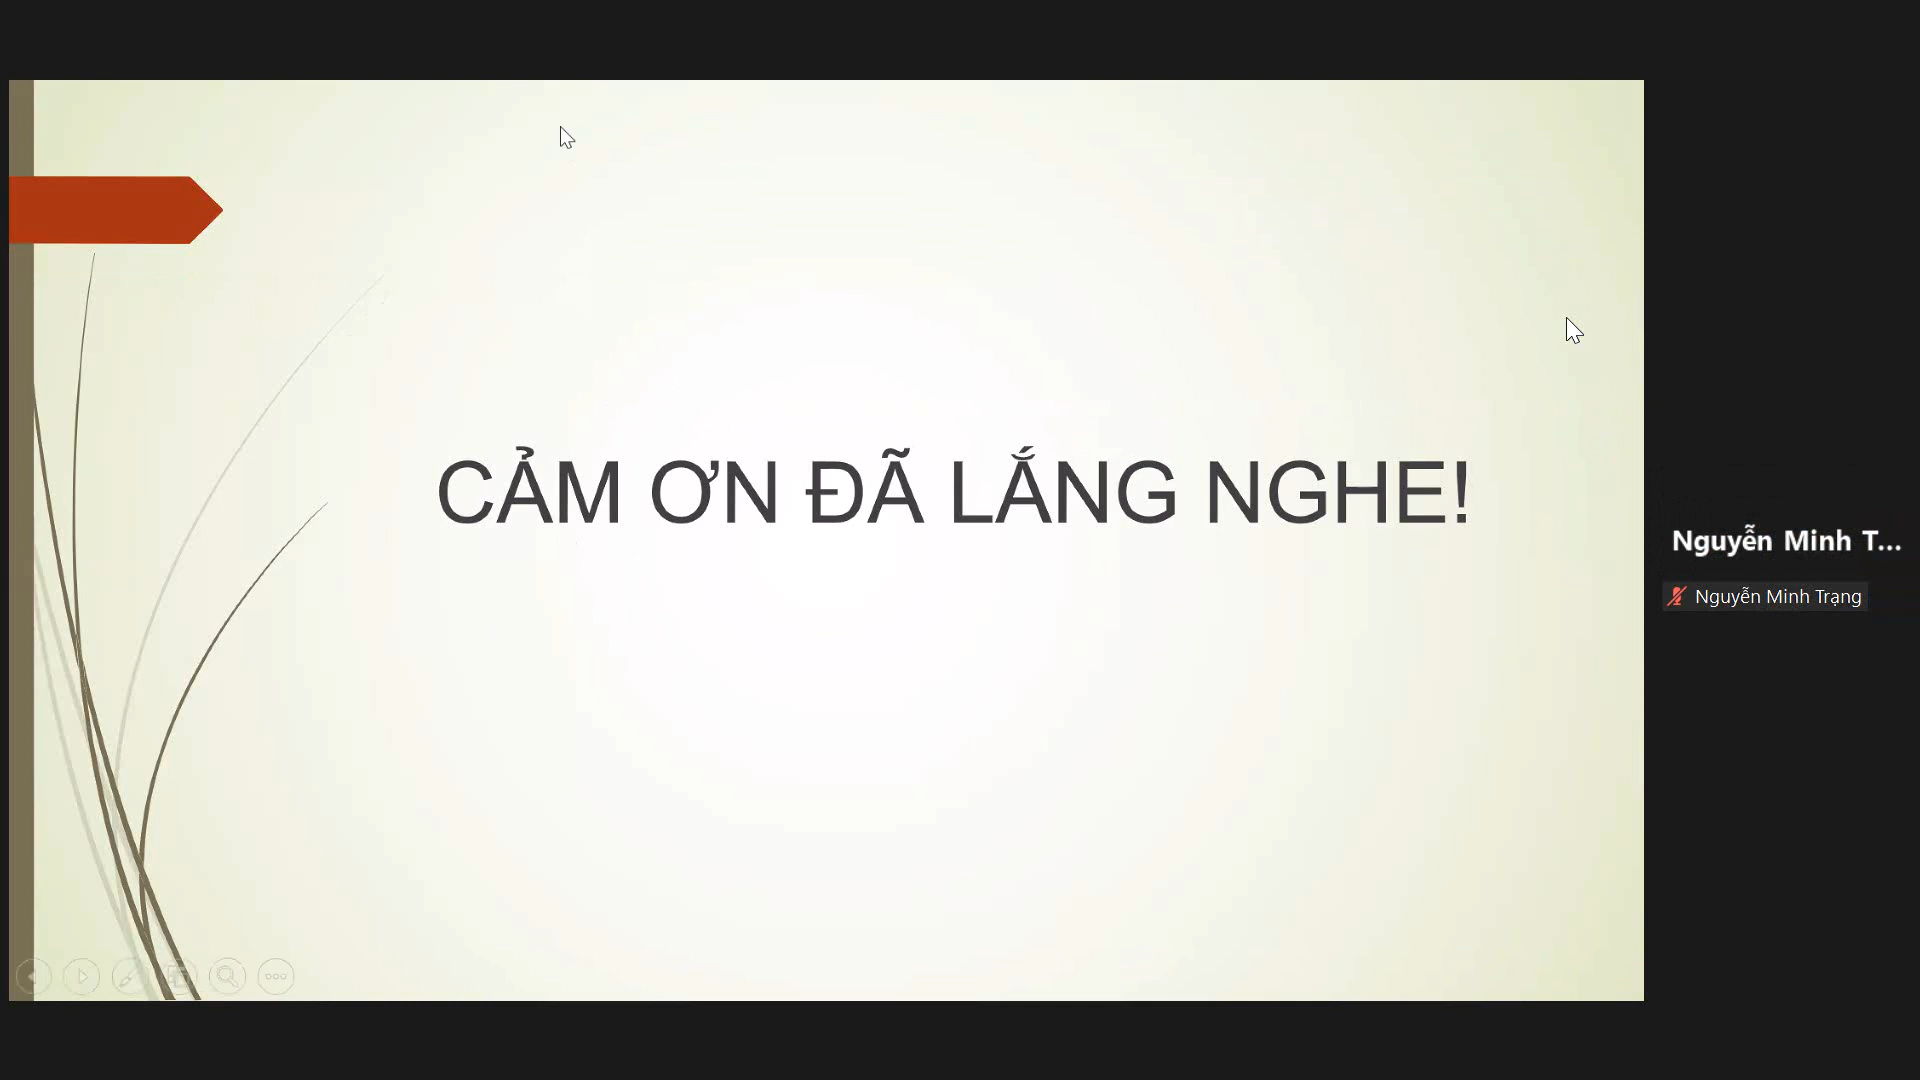 CẢM ƠN ĐÃ LẮNG NGHE!
Nguyễn Minh T...
Nguyễn Minh Trạng